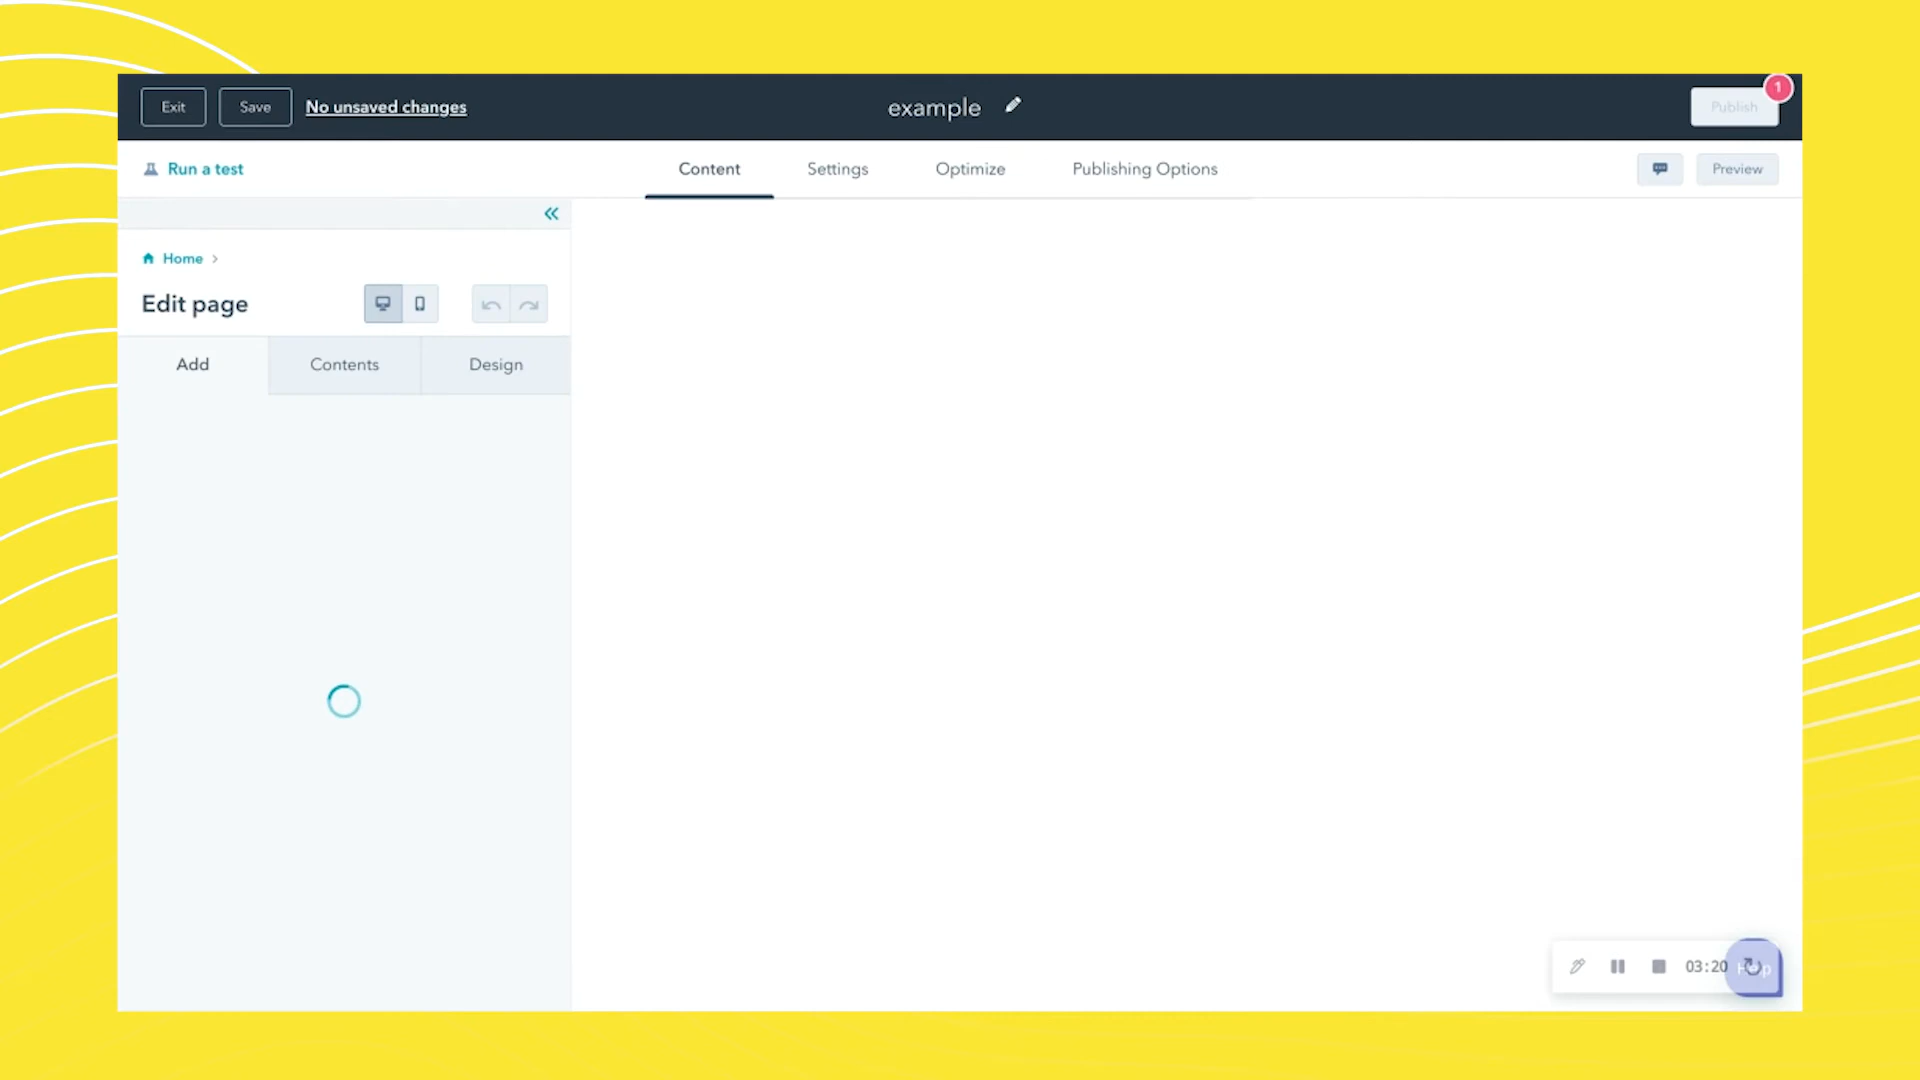 Exit Save No unsaved changes example Publish 1
Run a test Content Settings Optimize Publishing Options Preview
Home
Edit page
Add Contents Design
03:20